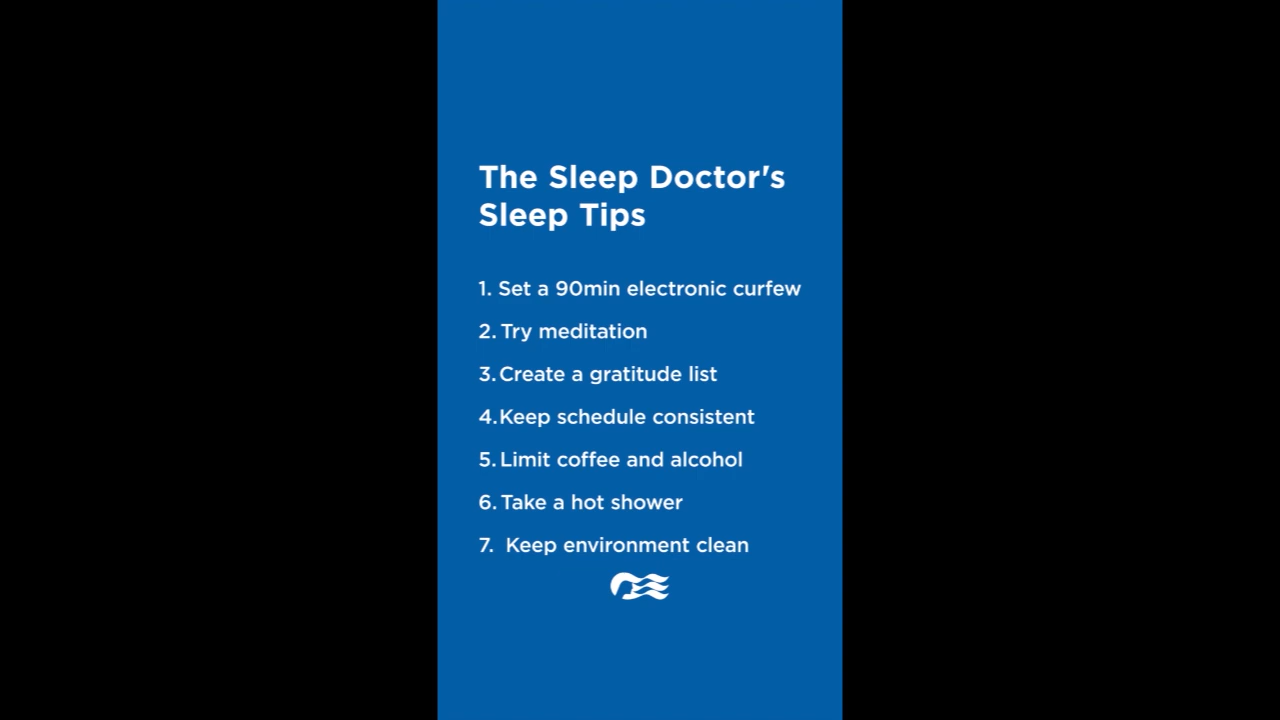 The Sleep Doctor's
Sleep Tips
1. Set a 90min electronic curfew
2. Try meditation
3. Create a gratitude list
4. Keep schedule consistent
5. Limit coffee and alcohol
6. Take a hot shower
7. Keep environment clean